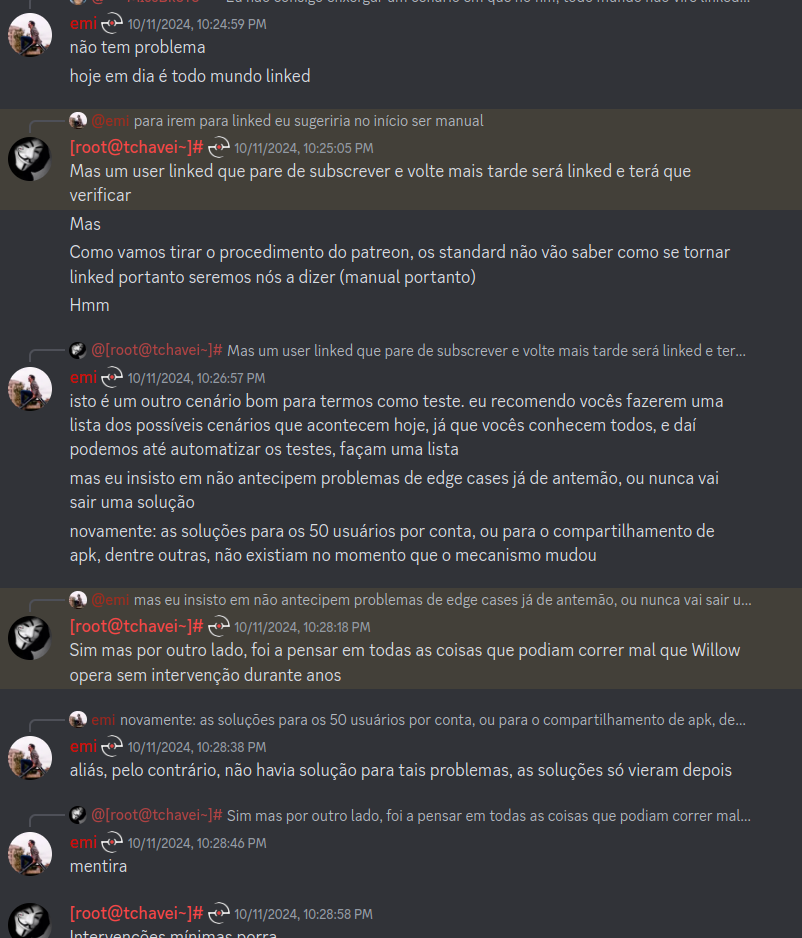 emi 10/11/2024, 10:24:59 PM
não tem problema
hoje em dia é todo mundo linked
@emi para irem para linked eu sugeriria no início ser manual
[root@tchavei~]# 10/11/2024, 10:25:05 PM
Mas um user linked que pare de subscrever e volte mais tarde será linked e terá que
verificar
Mas
Como vamos tirar o procedimento do patreon, os standard não vão saber como se tornar
linked portanto seremos nós a dizer (manual portanto)
Hmm
@[root@tchavei~]# Mas um user linked que pare de subscrever e volte mais tarde será linked e ter...
emi 10/11/2024, 10:26:57 PM
isto é um outro cenário bom para termos como teste. eu recomendo vocês fazerem uma
lista dos possíveis cenários que acontecem hoje, já que vocês conhecem todos, e daí
podemos até automatizar os testes, façam uma lista
mas eu insisto em não antecipem problemas de edge cases já de antemão, ou nunca vai
sair uma solução
novamente: as soluções para os 50 usuários por conta, ou para o compartilhamento de
apk, dentre outras, não existiam no momento que o mecanismo mudou
@emi mas eu insisto em não antecipem problemas de edge cases já de antemão, ou nunca vai sair u...
[root@tchavei~]# 10/11/2024, 10:28:18 PM
Sim mas por outro lado, foi a pensar em todas as coisas que podiam correr mal que Willow
opera sem intervenção durante anos
emi novamente: as soluções para os 50 usuários por conta, ou para o compartilhamento de apk, de...
emi 10/11/2024, 10:28:38 PM
aliás, pelo contrário, não havia solução para tais problemas, as soluções só vieram depois
@[root@tchavei~]# Sim mas por outro lado, foi a pensar em todas as coisas que podiam correr mal...
emi 10/11/2024, 10:28:46 PM
mentira
[root@tchavei~]# 10/11/2024, 10:28:58 PM
Intervenções mínimas porra